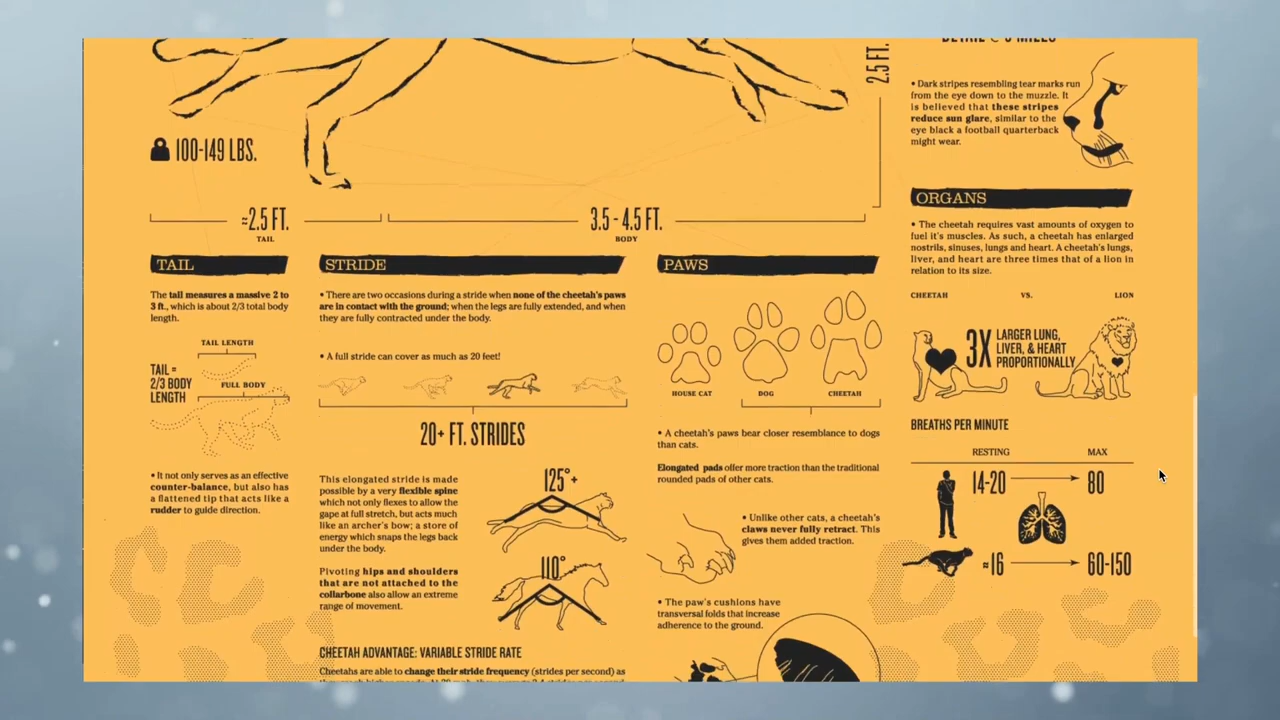 2.5 FT.
100-149 LBS.
≈2.5 FT.
TAIL
3.5 - 4.5 FT.
BODY
TAIL
The tail measures a massive 2 to
3 ft., which is about 2/3 total body
length.
TAIL LENGTH
TAIL =
2/3 BODY
LENGTH
FULL BODY
• It not only serves as an effective
counter-balance, but also has
a flattened tip that acts like a
rudder to guide direction.
STRIDE
• There are two occasions during a stride when none of the cheetah's paws
are in contact with the ground; when the legs are fully extended, and when
they are fully contracted under the body.
• A full stride can cover as much as 20 feet!
20+ FT. STRIDES
This elongated stride is made
possible by a very flexible spine
which not only flexes to allow the
gape at full stretch, but acts much
like an archer's bow; a store of
energy which snaps the legs back
under the body.
125°+
Pivoting hips and shoulders
that are not attached to the
collarbone also allow an extreme
range of movement.
110°
CHEETAH ADVANTAGE: VARIABLE STRIDE RATE
Cheetahs are able to change their stride frequency (strides per second) as
PAWS
HOUSE CAT
DOG
CHEETAH
• A cheetah's paws bear closer resemblance to dogs
than cats.
Elongated pads offer more traction than the traditional
rounded pads of other cats.
• Unlike other cats, a cheetah's
claws never fully retract. This
gives them added traction.
• The paw's cushions have
transversal folds that increase
adherence to the ground.
• Dark stripes resembling tear marks run
from the eye down to the muzzle. It
is believed that these stripes
reduce sun glare, similar to the
eye black a football quarterback
might wear.
ORGANS
• The cheetah requires vast amounts of oxygen to
fuel it's muscles. As such, a cheetah has enlarged
nostrils, sinuses, lungs and heart. A cheetah's lungs,
liver, and heart are three times that of a lion in
relation to its size.
CHEETAH VS. LION
3X LARGER LUNG,
LIVER, & HEART
PROPORTIONALLY
BREATHS PER MINUTE
RESTING MAX
14-20 80
≈16 60-150